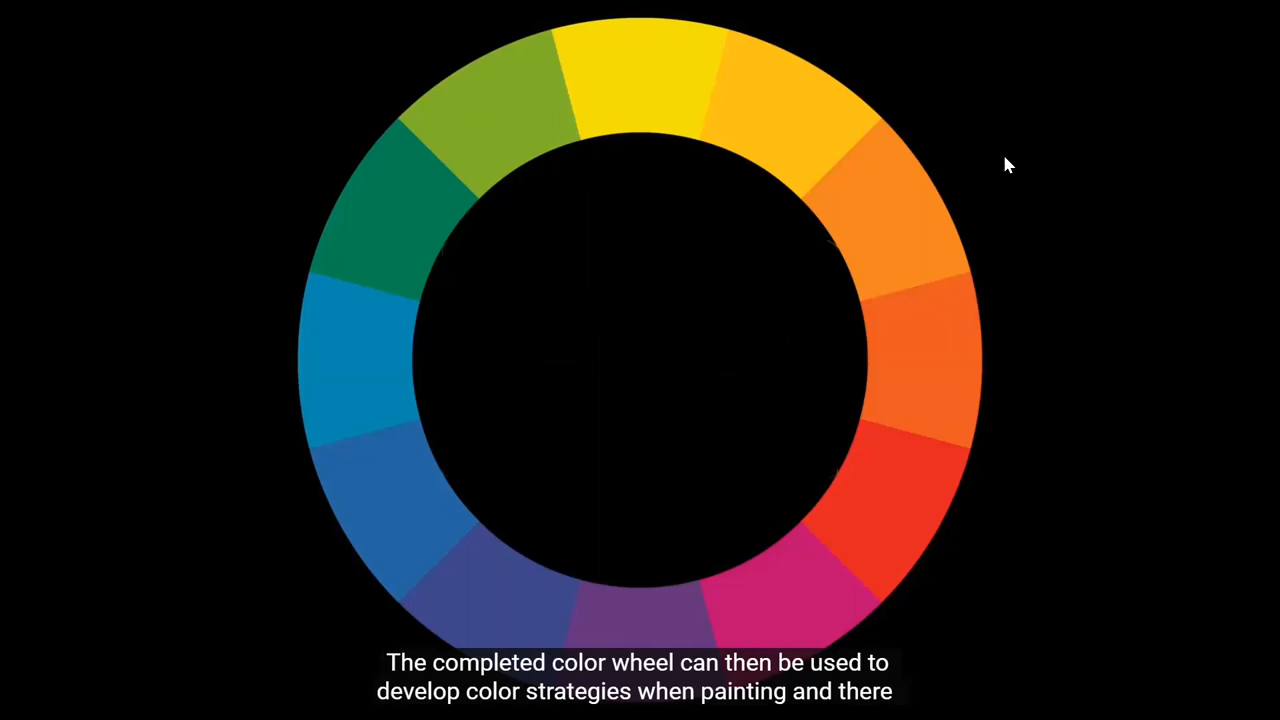 The completed color wheel can then be used to
develop color strategies when painting and there